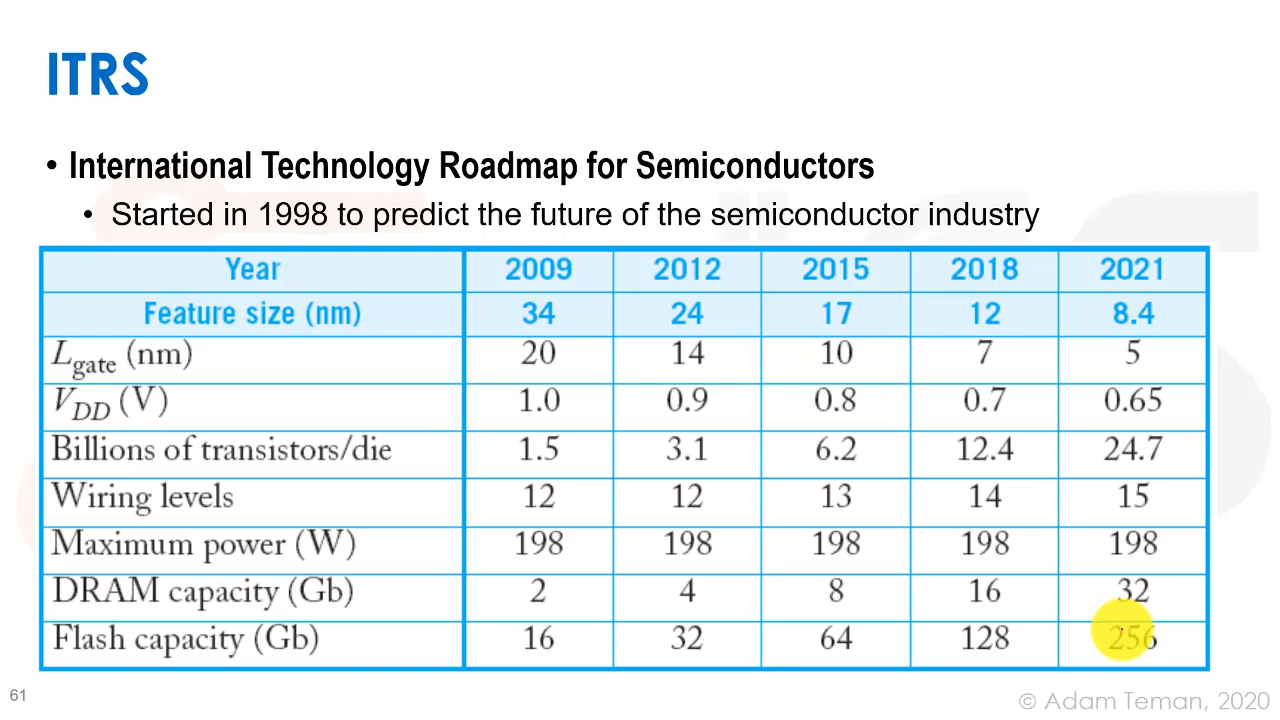 ITRS
• International Technology Roadmap for Semiconductors
• Started in 1998 to predict the future of the semiconductor industry
Year 2009 2012 2015 2018 2021
Feature size (nm) 34 24 17 12 8.4
Lgate (nm) 20 14 10 7 5
VDD (V) 1.0 0.9 0.8 0.7 0.65
Billions of transistors/die 1.5 3.1 6.2 12.4 24.7
Wiring levels 12 12 13 14 15
Maximum power (W) 198 198 198 198 198
DRAM capacity (Gb) 2 4 8 16 32
Flash capacity (Gb) 16 32 64 128 256
61
© Adam Teman, 2020